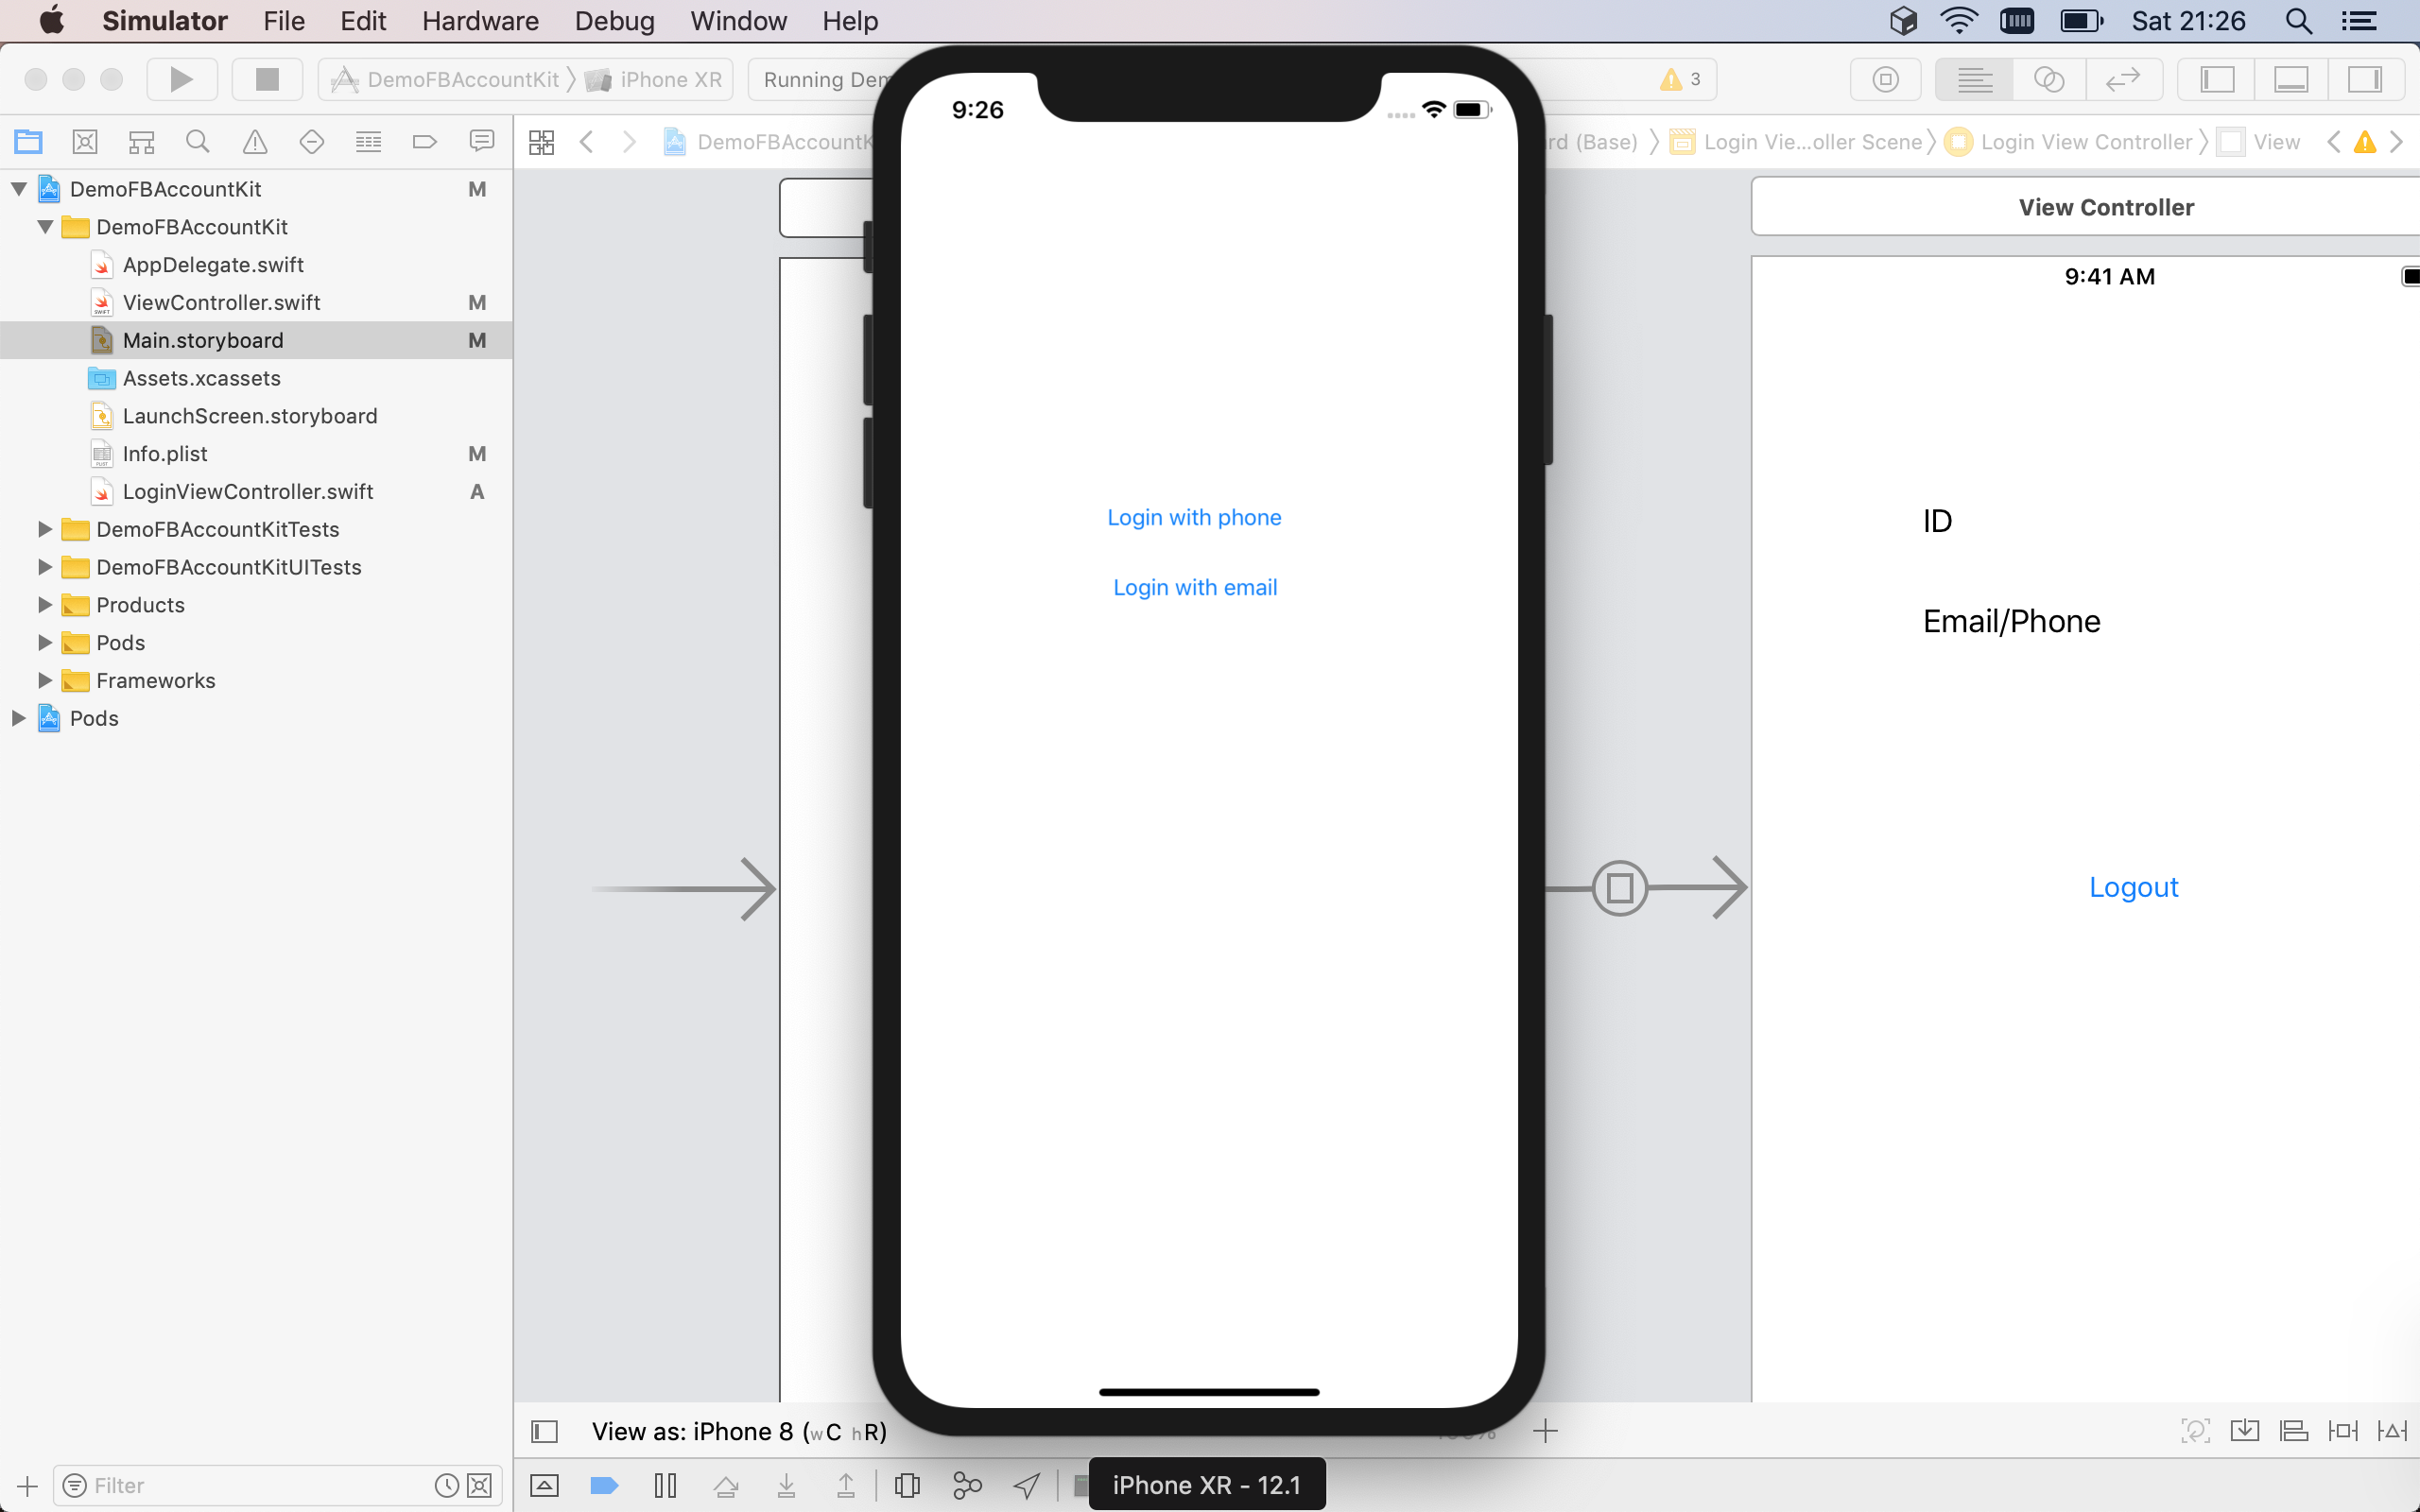 Simulator File Edit Hardware Debug Window Help Sat 21:26
DemoFBAccountKit iPhone XR Running 3
9:26
DemoFBAccountKit M
DemoFBAccountKit
AppDelegate.swift
ViewController.swift M
Main.storyboard M
Assets.xcassets
LaunchScreen.storyboard
Info.plist M
LoginViewController.swift A
DemoFBAccountKitTests
DemoFBAccountKitUITests
Products
Pods
Frameworks
Pods
Filter
(Base) Login Vie...oller Scene Login View Controller View
Login with phone
Login with email
View Controller
9:41 AM
ID
Email/Phone
Logout
View as: iPhone 8 (wC hR)
iPhone XR - 12.1